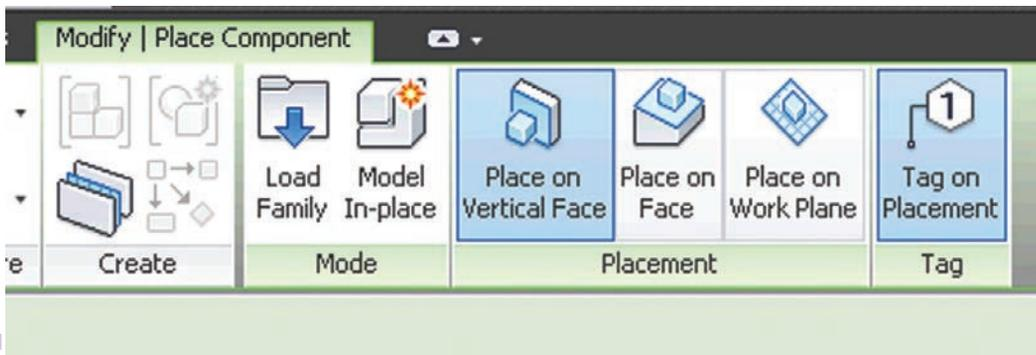 Modify | Place Component
1
Load Family
Model In-place
Place on Vertical Face
Place on Face
Place on Work Plane
Tag on Placement
Create
Mode
Placement
Tag